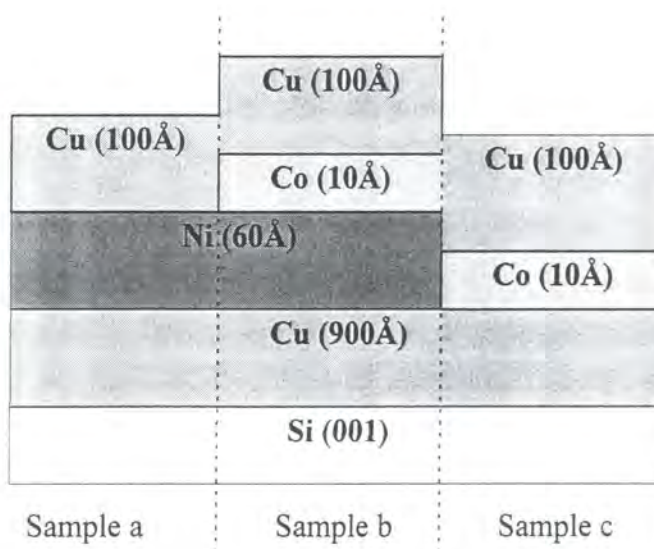 Cu (100Å)
Cu (100Å)
Cu (100Å)
Co (10Å)
Ni (60Å)
Co (10Å)
Cu (900Å)
Si (001)
Sample a
Sample b
Sample c